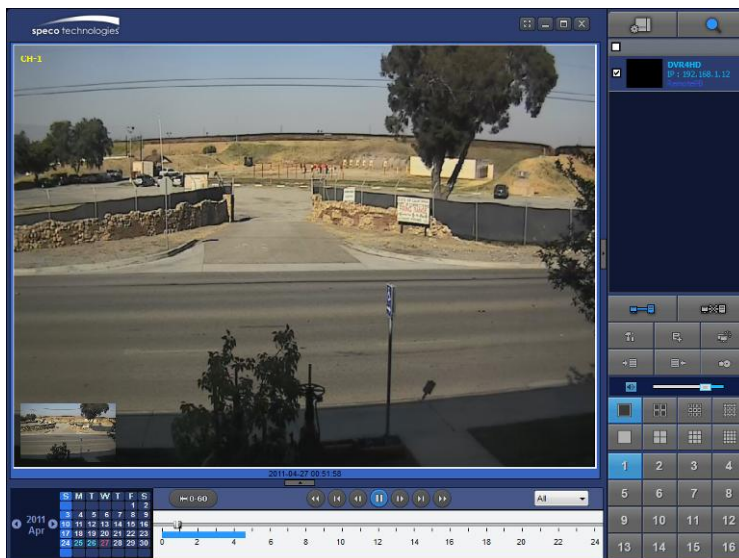 speco technologies
CH-1
2011-04-27 00:51:58
DVR4HD
IP : 192.168.1.12
2011
Apr
S M T W T F S
1 2
3 4 5 6 7 8 9
10 11 12 13 14 15 16
17 18 19 20 21 22 23
24 25 26 27 28 29 30
0-60
All
0 2 4 6 8 10 12 14 16 18 20 22 24
1 2 3 4
5 6 7 8
9 10 11 12
13 14 15 16